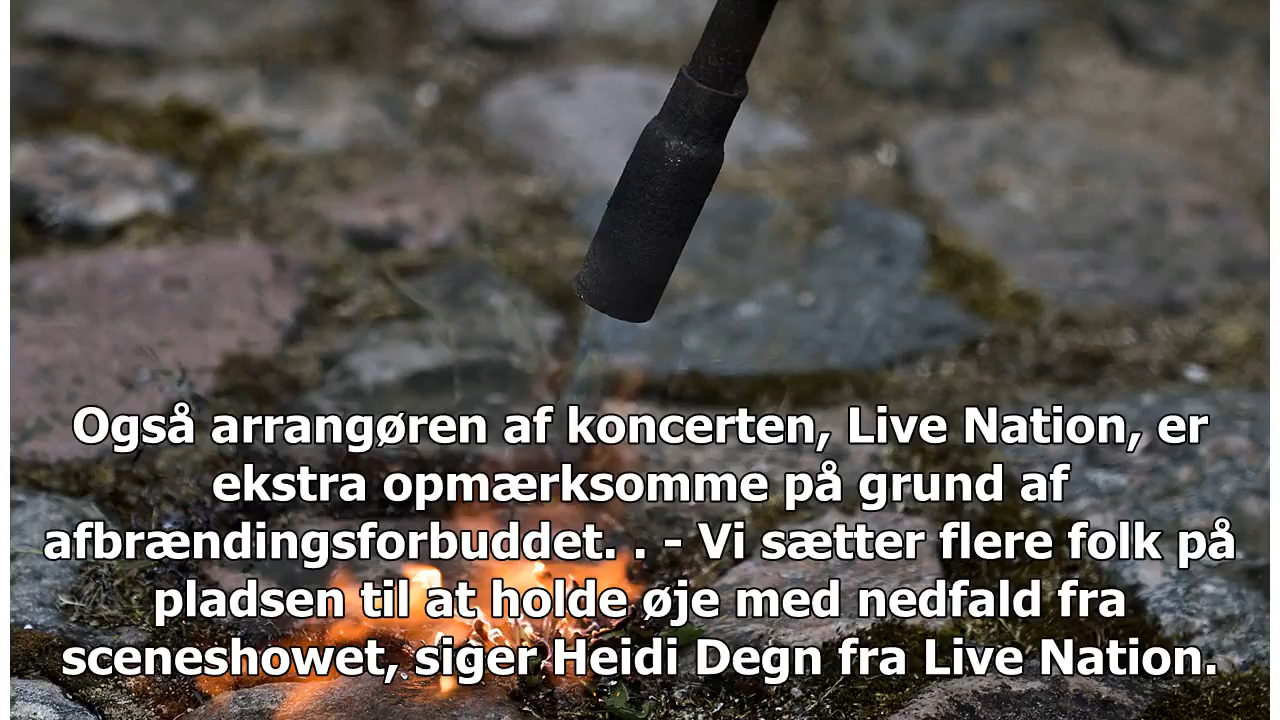 Også arrangøren af koncerten, Live Nation, er
ekstra opmærksomme på grund af
afbrændingsforbuddet. . - Vi sætter flere folk på
pladsen til at holde øje med nedfald fra
sceneshowet, siger Heidi Degn fra Live Nation.